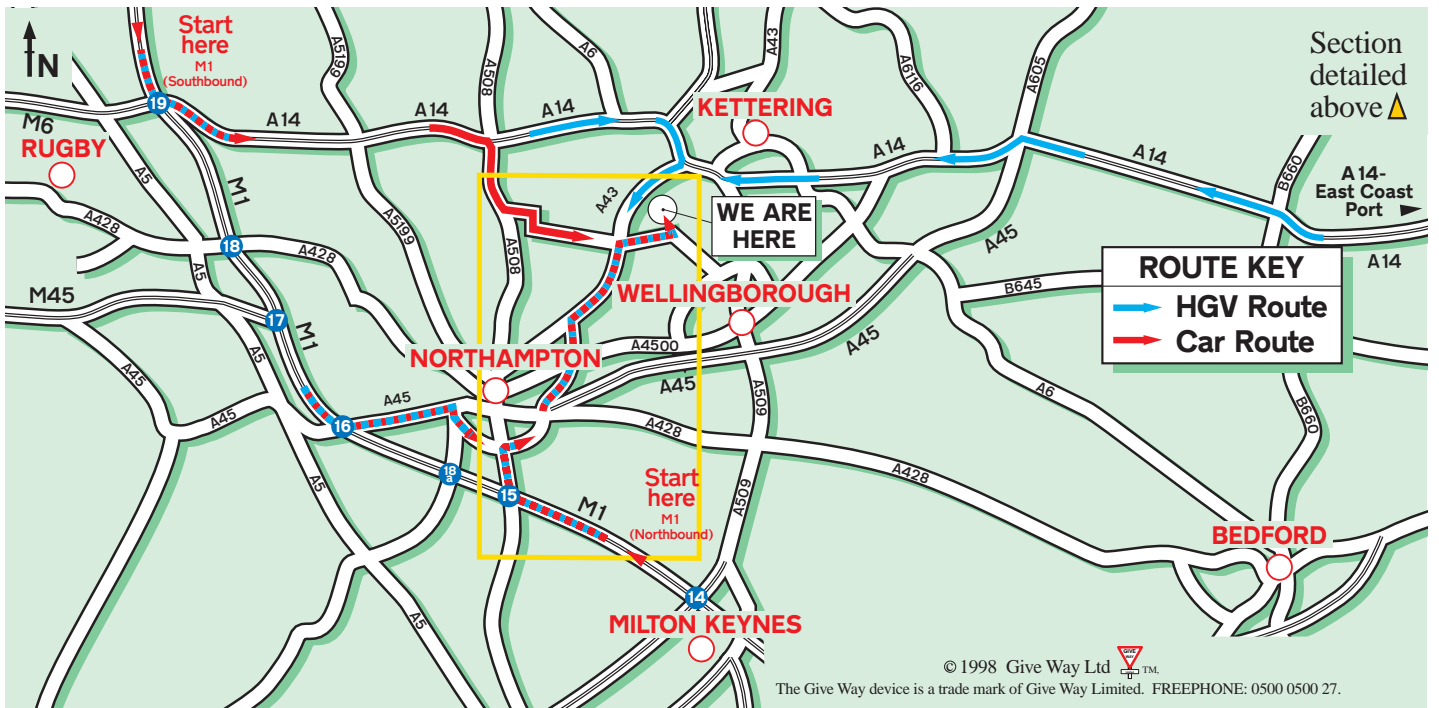 N
Start
here
M1
(Southbound)
A5199
A508
A6
A43
A6116
A605
Section
detailed
above
19
M6
RUGBY
A14
A14
A14
KETTERING
A14
A14
B660
A14-
East Coast
Port
A14
A5
M1
A428
18
A428
A5199
A508
A43
WE ARE
HERE
A45
B645
ROUTE KEY
HGV Route
Car Route
M45
A5
17
M1
WELLINGBOROUGH
A4500
A45
A45
A6
B660
NORTHAMPTON
A5
A45
A45
A45
16
A509
A428
A428
A5
18
a
15
M1
Start
here
M1
(Northbound)
A509
BEDFORD
A5
14
MILTON KEYNES
© 1998 Give Way Ltd
GIVE
WAY
TM.
The Give Way device is a trade mark of Give Way Limited. FREEPHONE: 0500 0500 27.